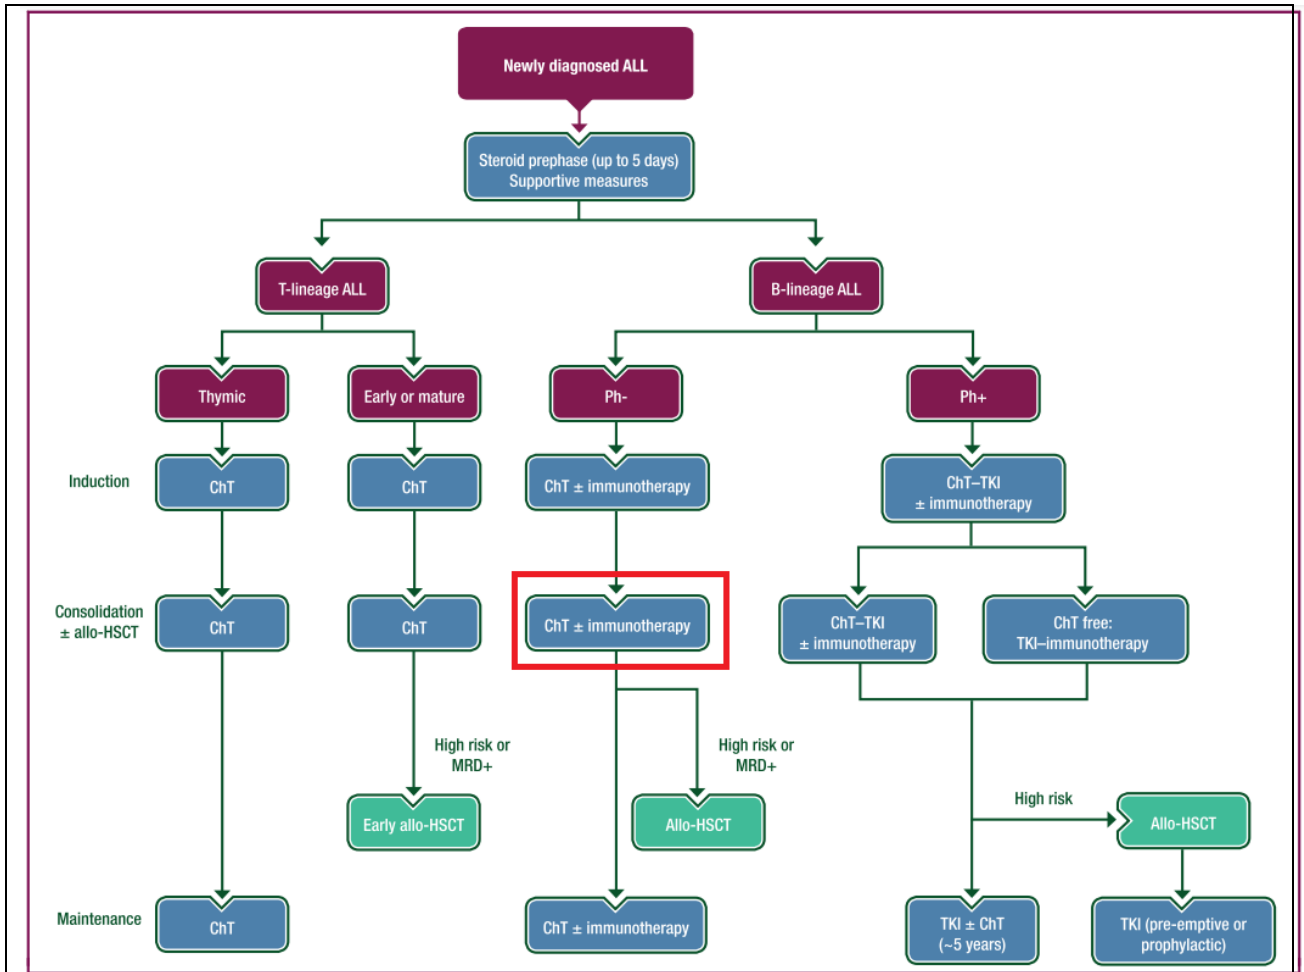 Newly diagnosed ALL
Steroid prephase (up to 5 days)
Supportive measures
T-lineage ALL
B-lineage ALL
Thymic
Early or mature
Ph-
Ph+
Induction
ChT
ChT
ChT ± immunotherapy
ChT–TKI
± immunotherapy
Consolidation
± allo-HSCT
ChT
ChT
ChT ± immunotherapy
ChT–TKI
± immunotherapy
ChT free:
TKI–immunotherapy
High risk or
MRD+
High risk or
MRD+
High risk
Early allo-HSCT
Allo-HSCT
Allo-HSCT
Maintenance
ChT
ChT ± immunotherapy
TKI ± ChT
(~5 years)
TKI (pre-emptive or
prophylactic)